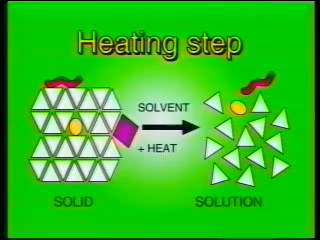 Heating step
SOLVENT
+ HEAT
SOLID
SOLUTION